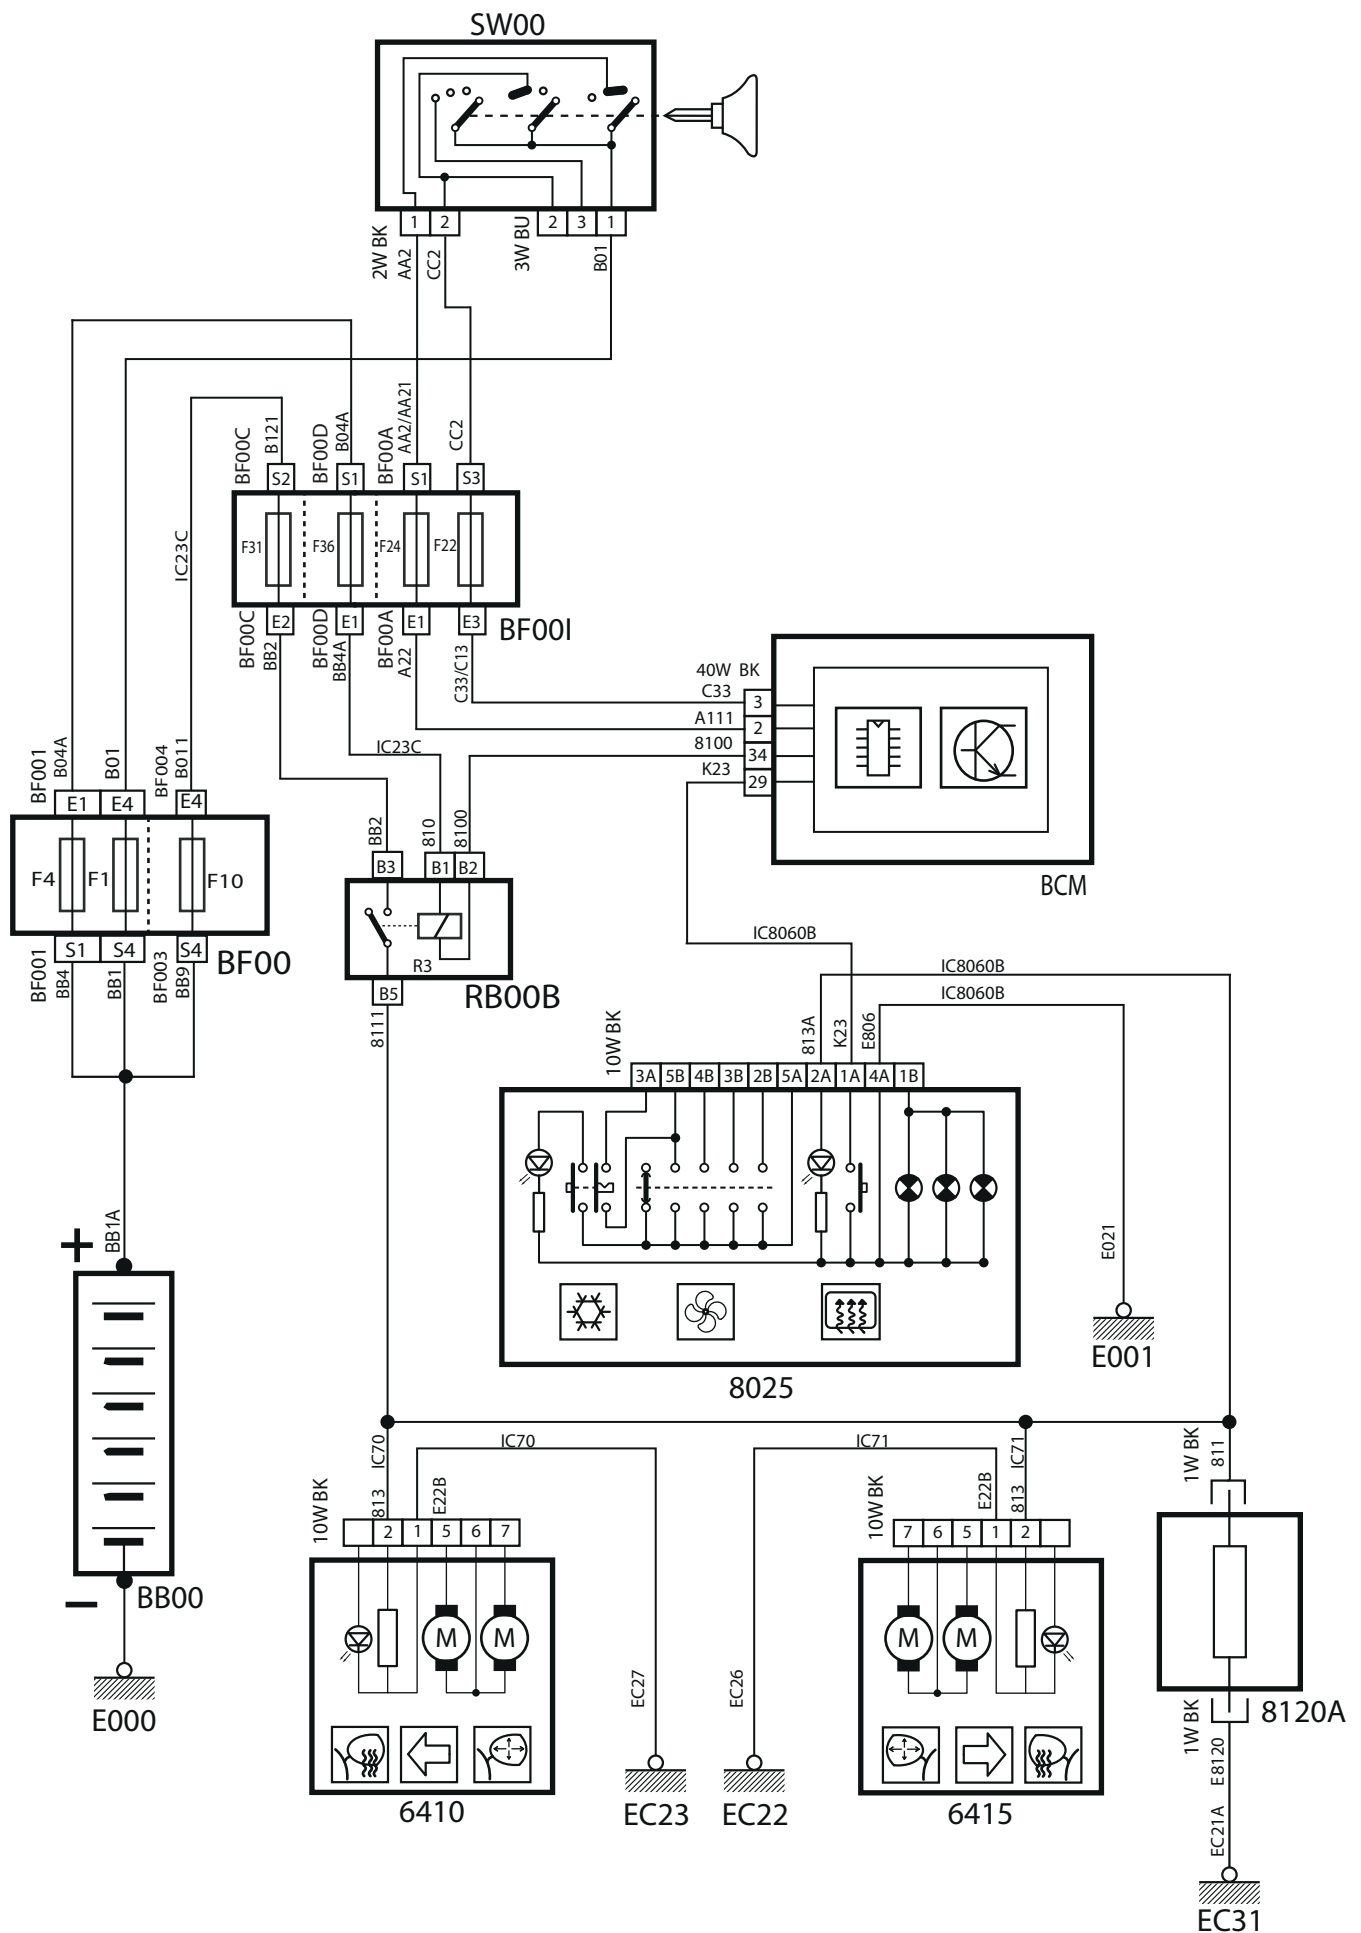 SW00
1 2 2 3 1
2W BK
AA2
CC2
3W BU
B01
BF00C
B121
BF00D
B04A
BF00A
AA2/AA21
CC2
S2 S1 S1 S3
IC23C
F31 F36 F24 F22
E2 E1 E1 E3
BF00I
BF00C
BB2
BF00D
BB4A
BF00A
A22
C33/C13
40W BK
C33 3
A111 2
8100 34
K23 29
BCM
IC23C
BF001
B04A
B01
BF004
B011
E1 E4 E4
F4 F1 F10
S1 S4 S4
BF00
BF001
BB4
BB1
BF003
BB9
BB2
810
8100
B3 B1 B2
R3
B5
RB00B
8111
IC8060B
IC8060B
IC8060B
10W BK
813A
K23
E806
3A 5B 4B 3B 2B 5A 2A 1A 4A 1B
8025
E021
E001
+
BB1A
BB00
–
E000
IC70
IC70
813
E22B
10W BK
2 1 5 6 7
M M
6410
EC27
EC23
IC71
IC71
E22B
813
10W BK
7 6 5 1 2
M M
6415
EC26
EC22
1W BK
811
8120A
1W BK
E8120
EC21A
EC31